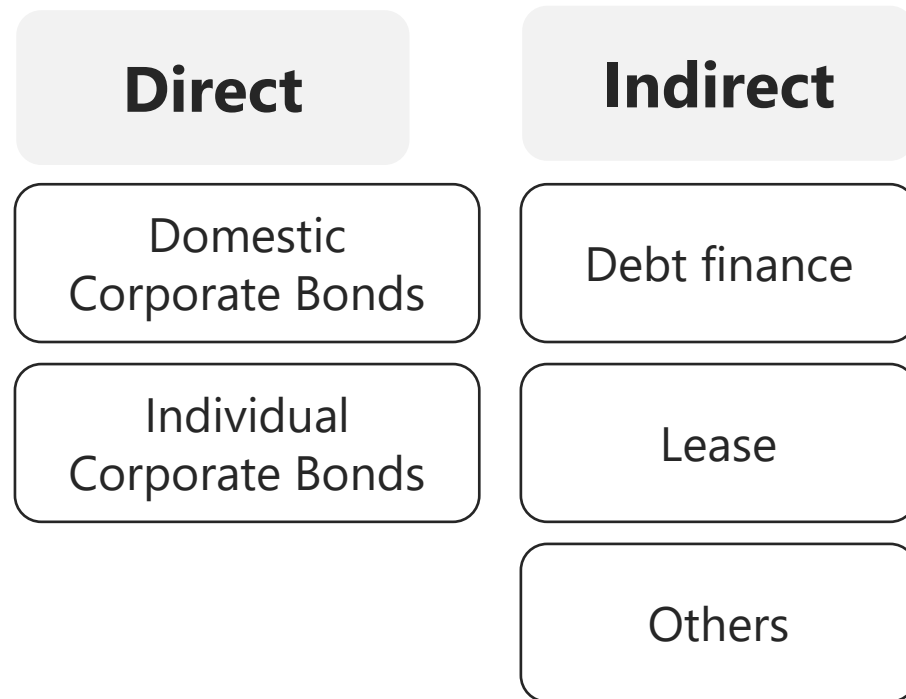 Direct
Domestic
Corporate Bonds
Individual
Corporate Bonds
Indirect
Debt finance
Lease
Others